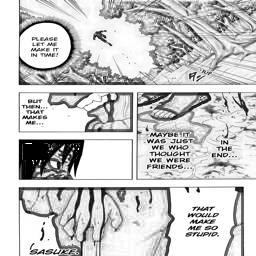 PLEASE
LET ME
MAKE IT
IN TIME!
IN
THE
END...
MAYBE IT
WAS JUST
WE WHO
THOUGHT
WE WERE
FRIENDS...
BUT
THEN...
THAT
MAKES
ME...
THAT
WOULD
MAKE
ME SO
STUPID.
SASUKE.